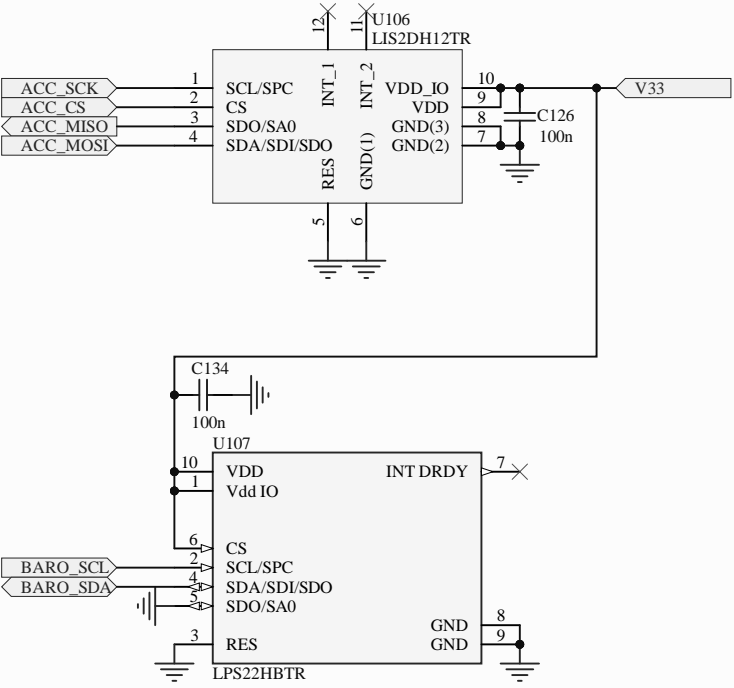 12
11
U106
LIS2DH12TR
ACC_SCK 1 SCL/SPC INT_1 INT_2 VDD_IO 10 V33
ACC_CS 2 CS VDD 9
ACC_MISO 3 SDO/SA0 GND(3) 8 C126
ACC_MOSI 4 SDA/SDI/SDO GND(2) 7 100n
RES GND(1)
5 6
C134
100n
U107
10 VDD INT DRDY 7
1 Vdd IO
6 CS
BARO_SCL 2 SCL/SPC
BARO_SDA 4 SDA/SDI/SDO
5 SDO/SA0
GND 8
3 RES GND 9
LPS22HBTR